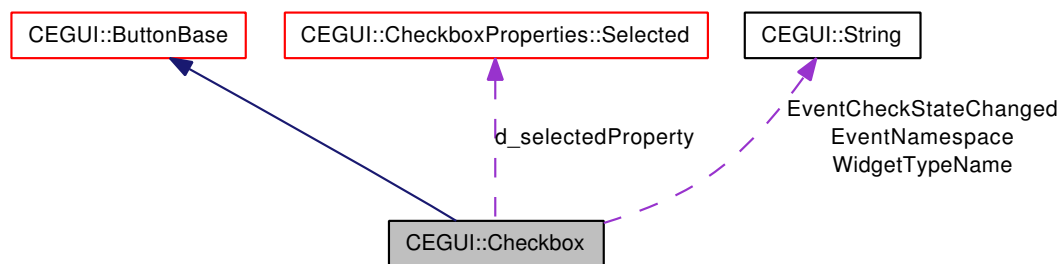 CEGUI::ButtonBase
CEGUI::CheckboxProperties::Selected
CEGUI::String
d_selectedProperty
EventCheckStateChanged
EventNamespace
WidgetTypeName
CEGUI::Checkbox